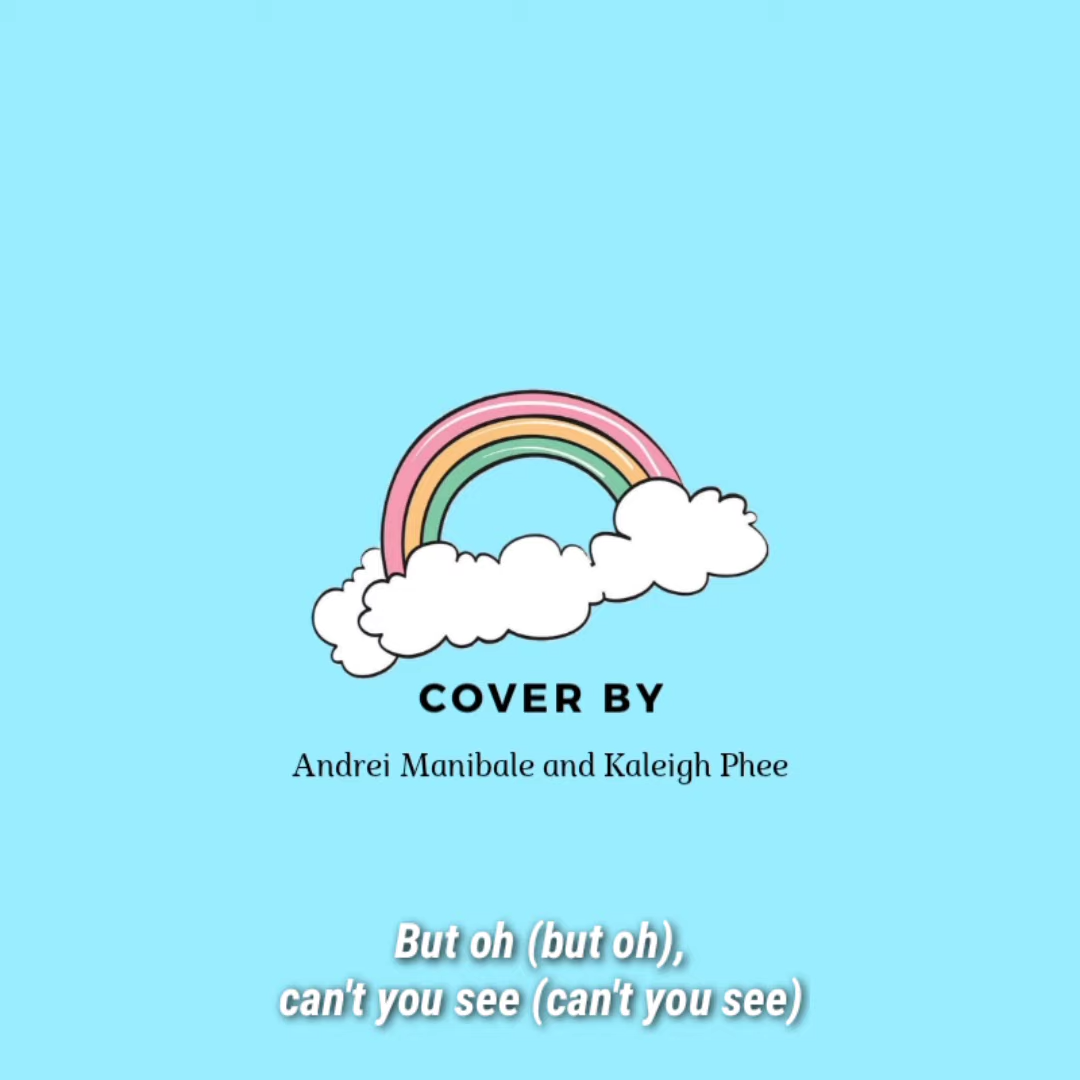 COVER BY
Andrei Manibale and Kaleigh Phee
But oh (but oh),
can't you see (can't you see)